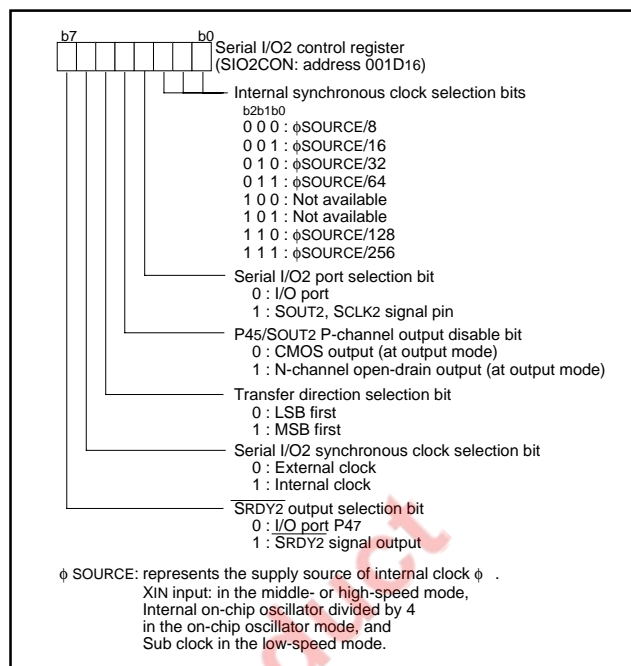 b7 b0
Serial I/O2 control register
(SIO2CON: address 001D16)
Internal synchronous clock selection bits
b2b1b0
0 0 0 : ϕSOURCE/8
0 0 1 : ϕSOURCE/16
0 1 0 : ϕSOURCE/32
0 1 1 : ϕSOURCE/64
1 0 0 : Not available
1 0 1 : Not available
1 1 0 : ϕSOURCE/128
1 1 1 : ϕSOURCE/256
Serial I/O2 port selection bit
0 : I/O port
1 : SOUT2, SCLK2 signal pin
P45/SOUT2 P-channel output disable bit
0 : CMOS output (at output mode)
1 : N-channel open-drain output (at output mode)
Transfer direction selection bit
0 : LSB first
1 : MSB first
Serial I/O2 synchronous clock selection bit
0 : External clock
1 : Internal clock
SRDY2 output selection bit
0 : I/O port P47
1 : SRDY2 signal output
ϕ SOURCE: represents the supply source of internal clock ϕ .
XIN input: in the middle- or high-speed mode,
Internal on-chip oscillator divided by 4
in the on-chip oscillator mode, and
Sub clock in the low-speed mode.
duct